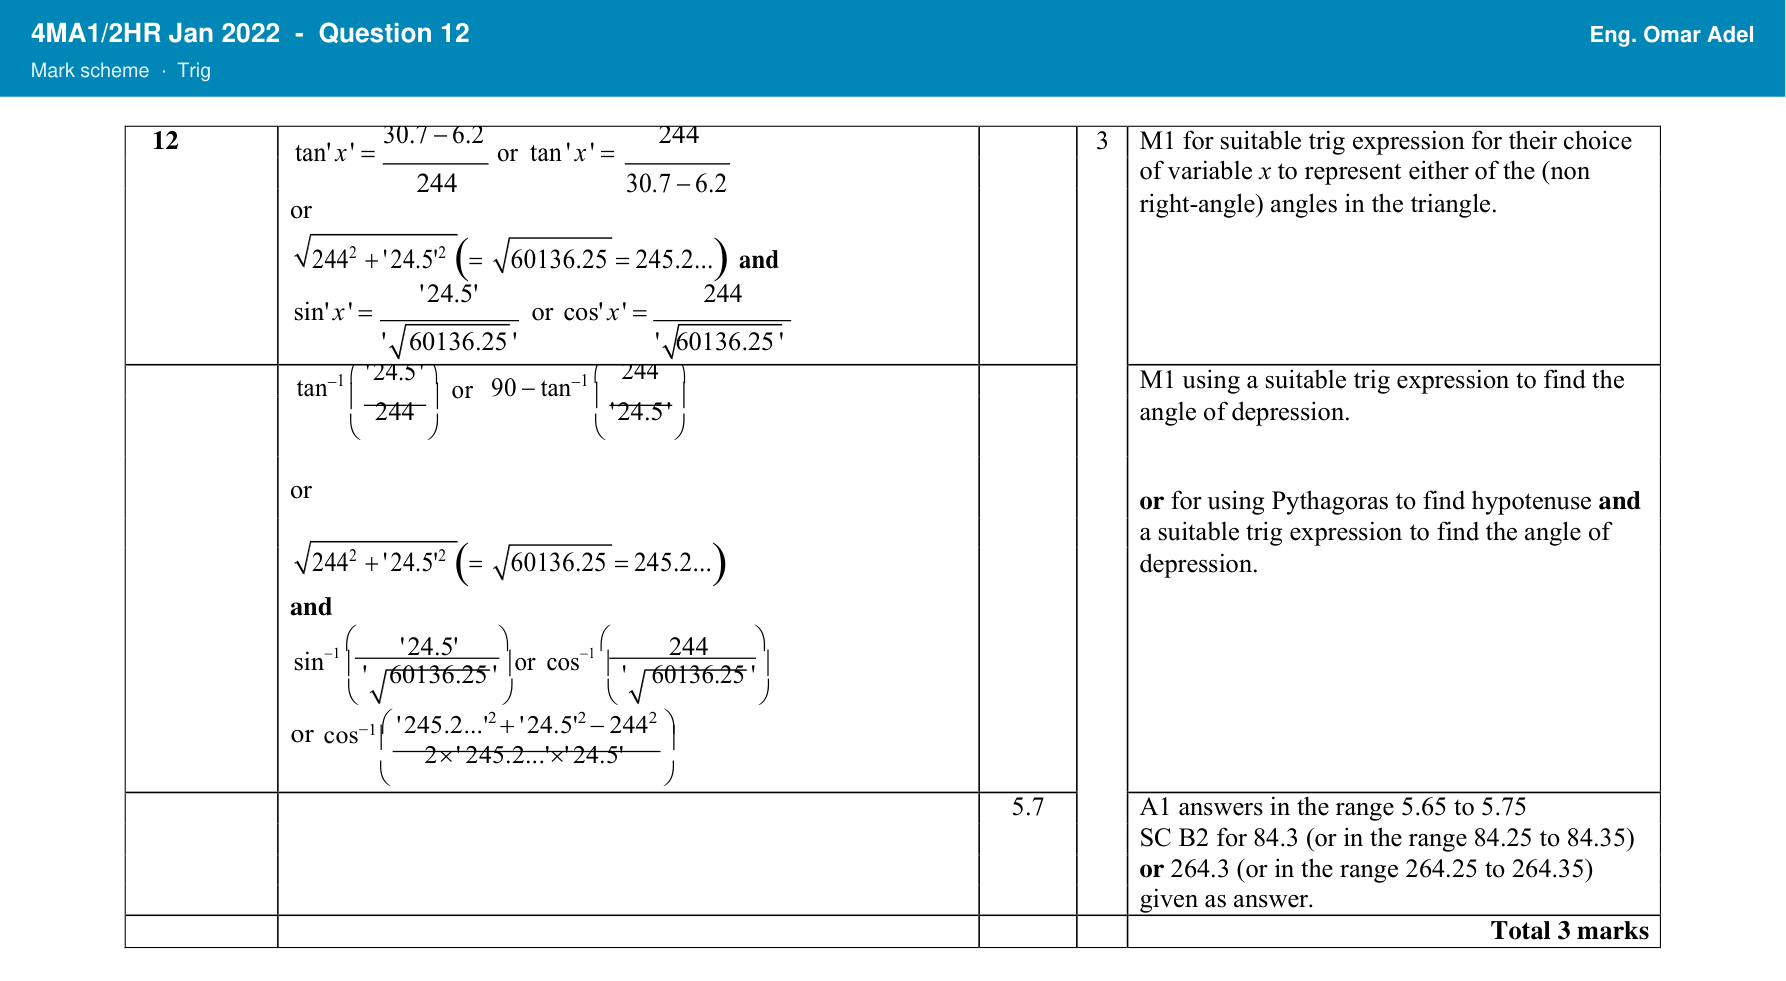 4MA1/2HR Jan 2022 - Question 12
Eng. Omar Adel
Mark scheme · Trig
12
tan'x' = (30.7 – 6.2)/244 or tan'x' = 244/(30.7 – 6.2)
or
√(244² + '24.5'²) (= √60136.25 = 245.2...) and
sin'x' = '24.5'/'√60136.25' or cos'x' = 244/'√60136.25'
3
M1 for suitable trig expression for their choice
of variable x to represent either of the (non
right-angle) angles in the triangle.
tan⁻¹('24.5'/244) or 90 – tan⁻¹(244/'24.5')
or
√(244² + '24.5'²) (= √60136.25 = 245.2...)
and
sin⁻¹('24.5'/'√60136.25') or cos⁻¹(244/'√60136.25')
or cos⁻¹(('245.2...'² + '24.5'² – 244²)/(2×'245.2...'×'24.5'))
M1 using a suitable trig expression to find the
angle of depression.
or for using Pythagoras to find hypotenuse and
a suitable trig expression to find the angle of
depression.
5.7
A1 answers in the range 5.65 to 5.75
SC B2 for 84.3 (or in the range 84.25 to 84.35)
or 264.3 (or in the range 264.25 to 264.35)
given as answer.
Total 3 marks